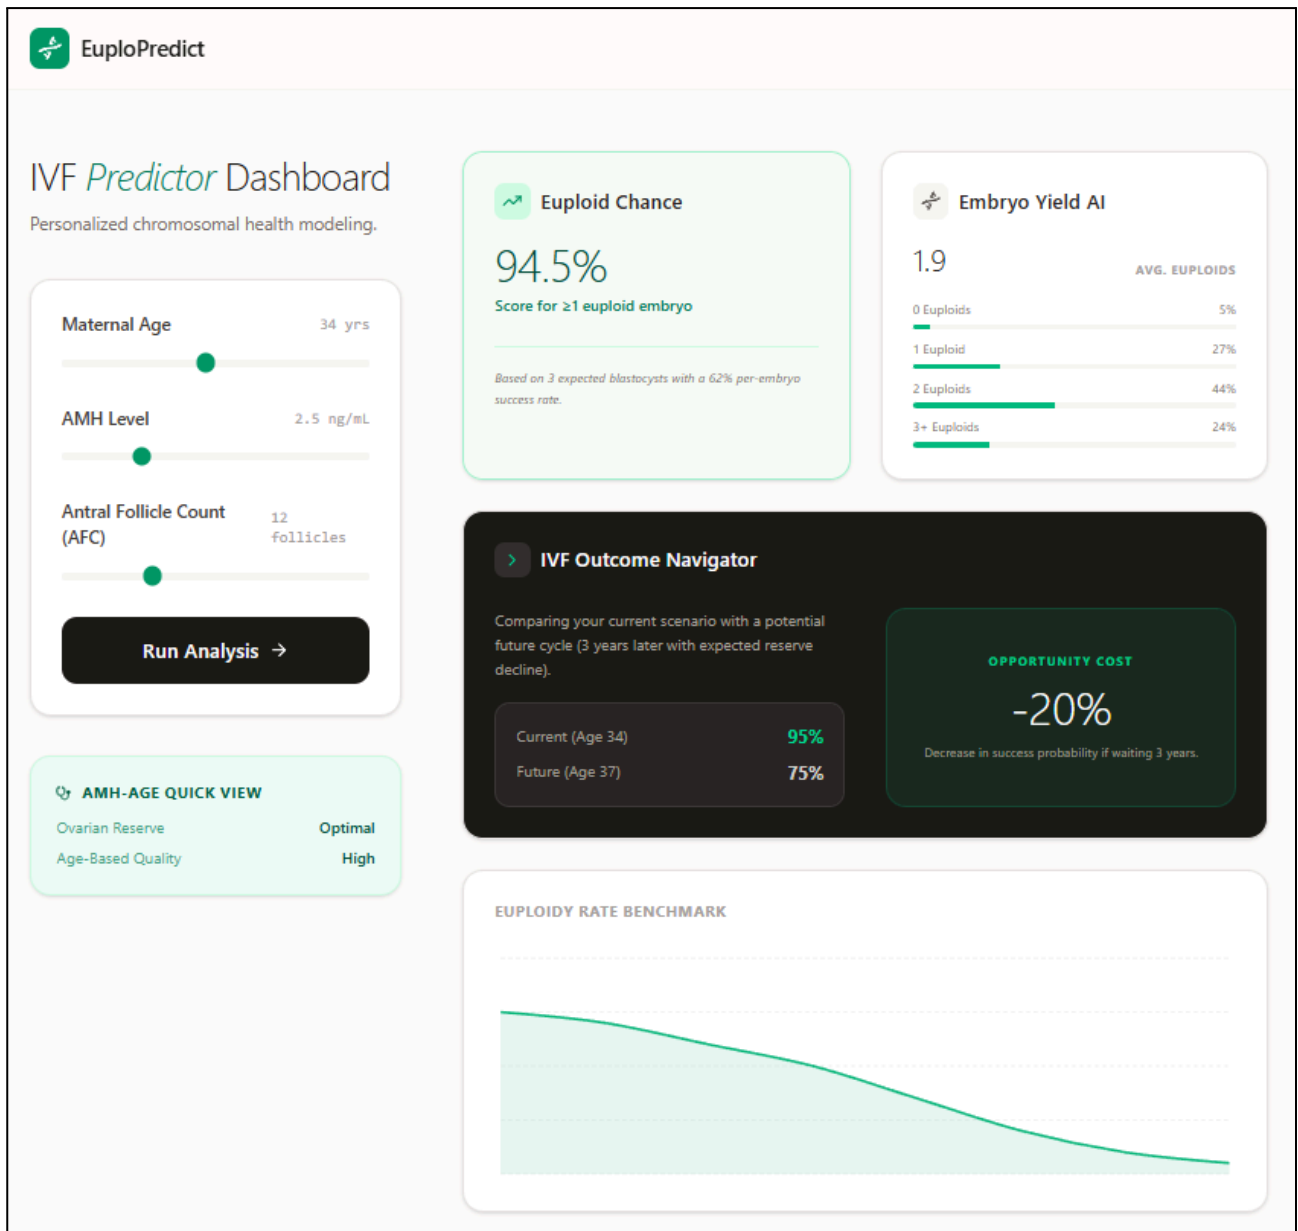 EuploPredict
IVF Predictor Dashboard
Personalized chromosomal health modeling.
Maternal Age
34 yrs
AMH Level
2.5 ng/mL
Antral Follicle Count
(AFC)
12
follicles
Run Analysis →
AMH-AGE QUICK VIEW
Ovarian Reserve
Optimal
Age-Based Quality
High
Euploid Chance
94.5%
Score for ≥1 euploid embryo
Based on 3 expected blastocysts with a 62% per-embryo
success rate.
Embryo Yield AI
1.9
AVG. EUPLOIDS
0 Euploids
5%
1 Euploid
27%
2 Euploids
44%
3+ Euploids
24%
IVF Outcome Navigator
Comparing your current scenario with a potential
future cycle (3 years later with expected reserve
decline).
Current (Age 34)
95%
Future (Age 37)
75%
OPPORTUNITY COST
-20%
Decrease in success probability if waiting 3 years.
EUPLOIDY RATE BENCHMARK